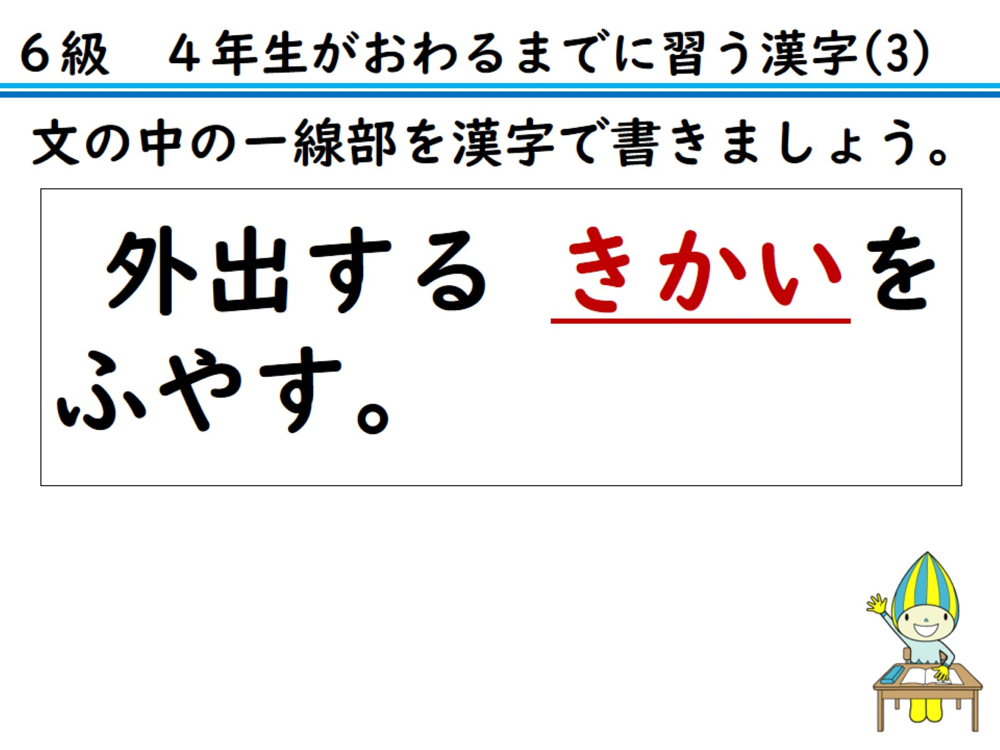 ６級　４年生がおわるまでに習う漢字(3)
文の中の―線部を漢字で書きましょう。
外出する きかいを
ふやす。